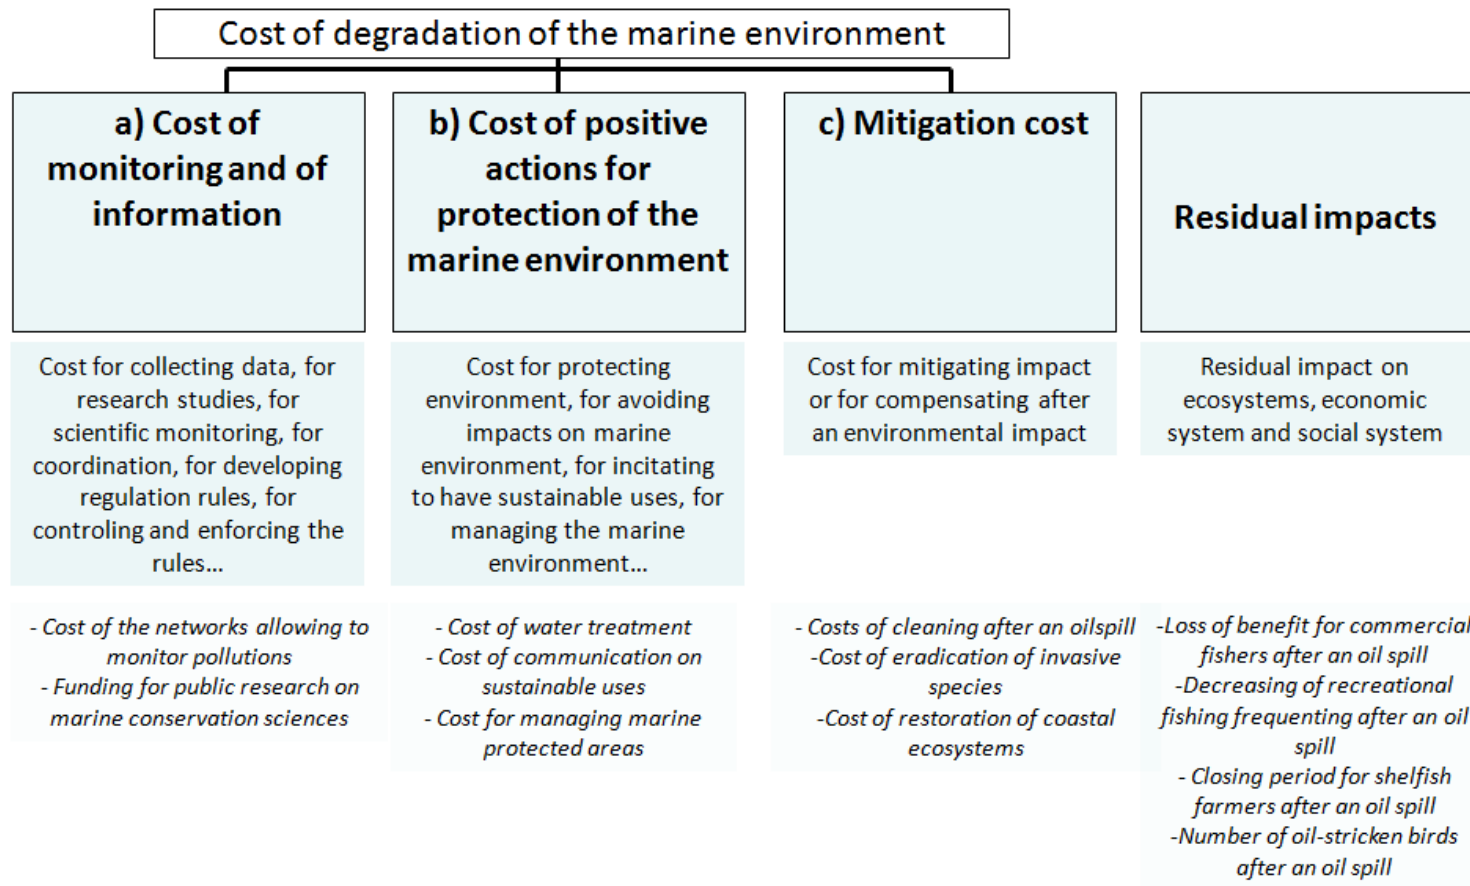 Cost of degradation of the marine environment
a) Cost of
monitoring and of
information
b) Cost of positive
actions for
protection of the
marine environment
c) Mitigation cost
Residual impacts
Cost for collecting data, for
research studies, for
scientific monitoring, for
coordination, for developing
regulation rules, for
controling and enforcing the
rules...
Cost for protecting
environment, for avoiding
impacts on marine
environment, for incitating
to have sustainable uses, for
managing the marine
environment...
Cost for mitigating impact
or for compensating after
an environmental impact
Residual impact on
ecosystems, economic
system and social system
- Cost of the networks allowing to
monitor pollutions
- Funding for public research on
marine conservation sciences
- Cost of water treatment
- Cost of communication on
sustainable uses
- Cost for managing marine
protected areas
- Costs of cleaning after an oilspill
-Cost of eradication of invasive
species
-Cost of restoration of coastal
ecosystems
-Loss of benefit for commercial
fishers after an oil spill
-Decreasing of recreational
fishing frequenting after an oil
spill
- Closing period for shelfish
farmers after an oil spill
-Number of oil-stricken birds
after an oil spill